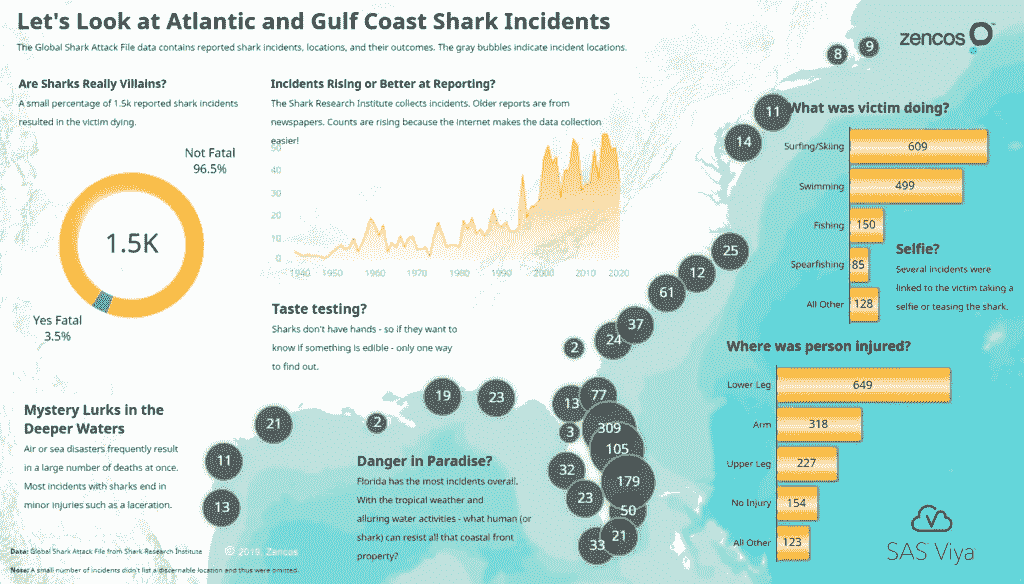 Let's Look at Atlantic and Gulf Coast Shark Incidents
The Global Shark Attack File data contains reported shark incidents, locations, and their outcomes. The gray bubbles indicate incident locations.
zencos
Are Sharks Really Villains?
A small percentage of 1.5k reported shark incidents
resulted in the victim dying.
Not Fatal
96.5%
1.5K
Yes Fatal
3.5%
Incidents Rising or Better at Reporting?
The Shark Research Institute collects incidents. Older reports are from
newspapers. Counts are rising because the internet makes the data collection
easier!
50
40
30
20
10
0
1940 1950 1960 1970 1980 1990 2000 2010 2020
Taste testing?
Sharks don't have hands - so if they want to
know if something is edible - only one way
to find out.
Mystery Lurks in the
Deeper Waters
Air or sea disasters frequently result
in a large number of deaths at once.
Most incidents with sharks end in
minor injuries such as a laceration.
Danger in Paradise?
Florida has the most incidents overall.
With the tropical weather and
alluring water activities - what human (or
shark) can resist all that coastal front
property?
8
9
11
14
25
12
61
37
24
2
77
13
309
3
105
32
179
23
50
21
33
23
19
2
21
11
13
What was victim doing?
Surfing/Skiing 609
Swimming 499
Fishing 150
Spearfishing 85
All Other 128
Selfie?
Several incidents were
linked to the victim taking a
selfie or teasing the shark.
Where was person injured?
Lower Leg 649
Arm 318
Upper Leg 227
No Injury 154
All Other 123
SAS Viya
Data: Global Shark Attack File from Shark Research Institute
© 2019, Zencos
Note: A small number of incidents didn't list a discernable location and thus were omitted.